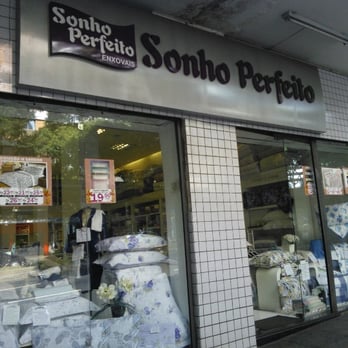 Sonho
Perfeito
ENXOVAIS
Sonho Perfeito
19